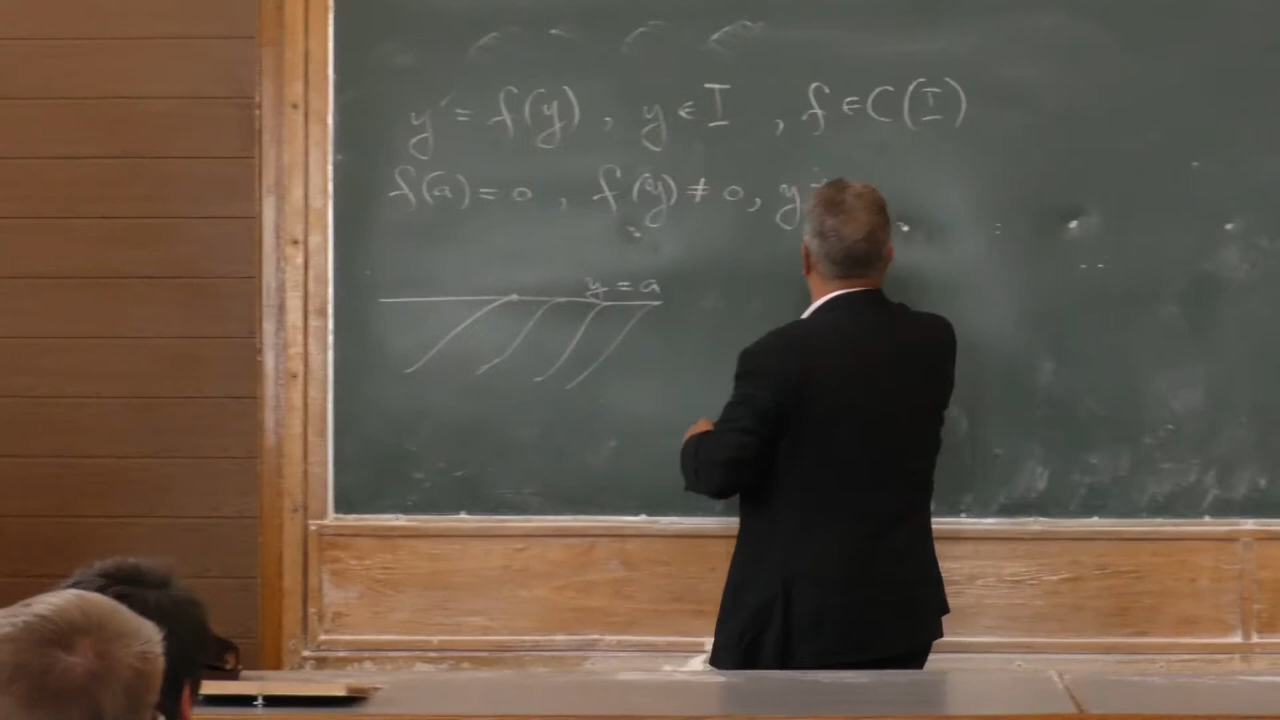 y' = f(y) , y ∈ I , f ∈ C(I)
f(a) = 0 , f(y) ≠ 0, y
y = a